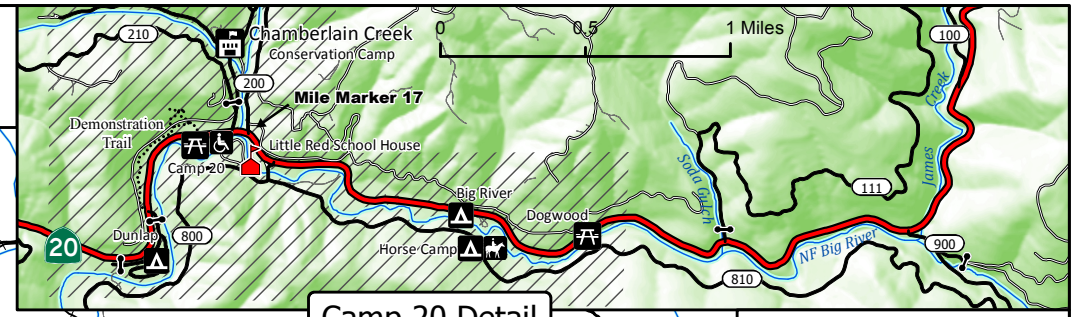 210
Chamberlain Creek
Conservation Camp
0
0.5
1 Miles
100
200
Mile Marker 17
Creek
Demonstration
Trail
Little Red School House
Camp 20
James
Soda Gulch
111
Big River
Dogwood
Dunlap
800
20
Horse Camp
NF Big River
900
810
Camp 20 Detail